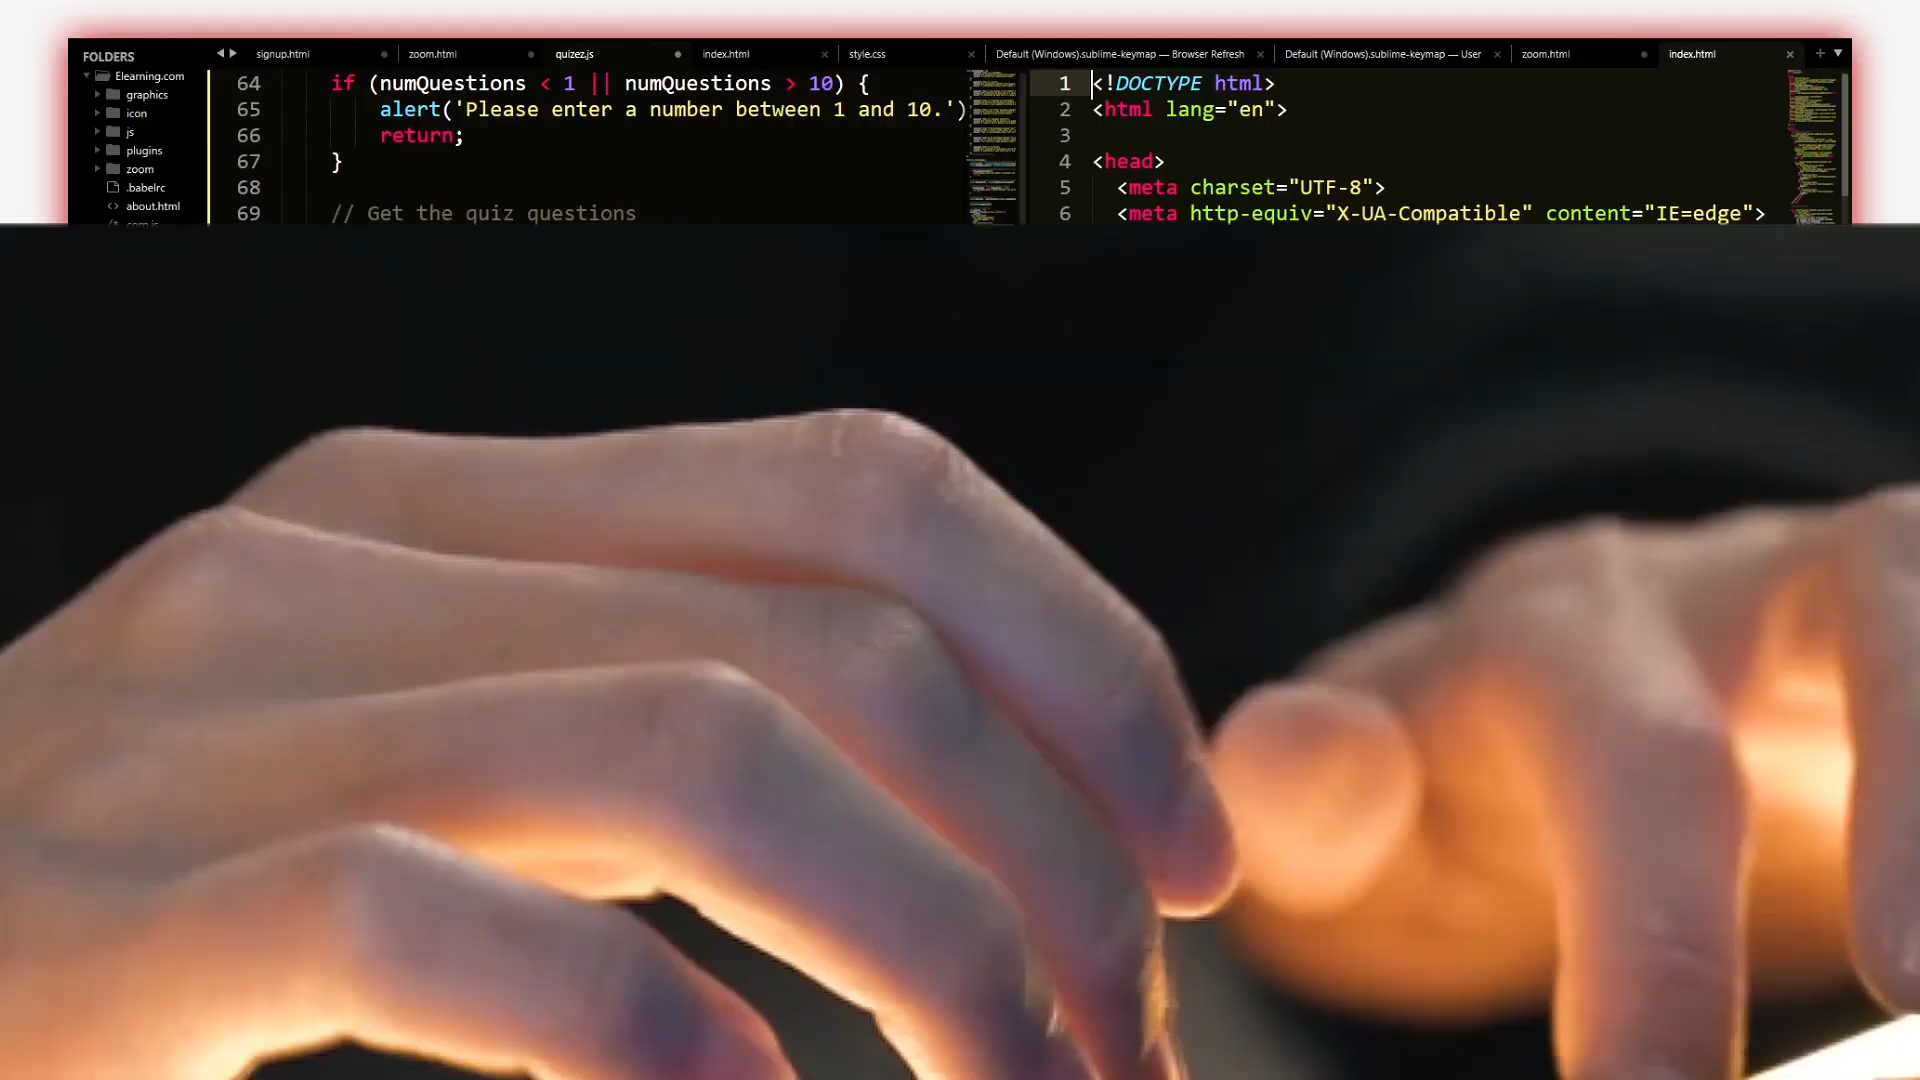 FOLDERS
Elearning.com
graphics
icon
js
plugins
zoom
.babelrc
about.html
signup.html
zoom.html
quizez.js
index.html
style.css
Default (Windows).sublime-keymap — Browser Refresh
Default (Windows).sublime-keymap — User
zoom.html
index.html
64 if (numQuestions < 1 || numQuestions > 10) {
65 alert('Please enter a number between 1 and 10.')
66 return;
67 }
68
69 // Get the quiz questions
1 <!DOCTYPE html>
2 <html lang="en">
3
4 <head>
5 <meta charset="UTF-8">
6 <meta http-equiv="X-UA-Compatible" content="IE=edge">